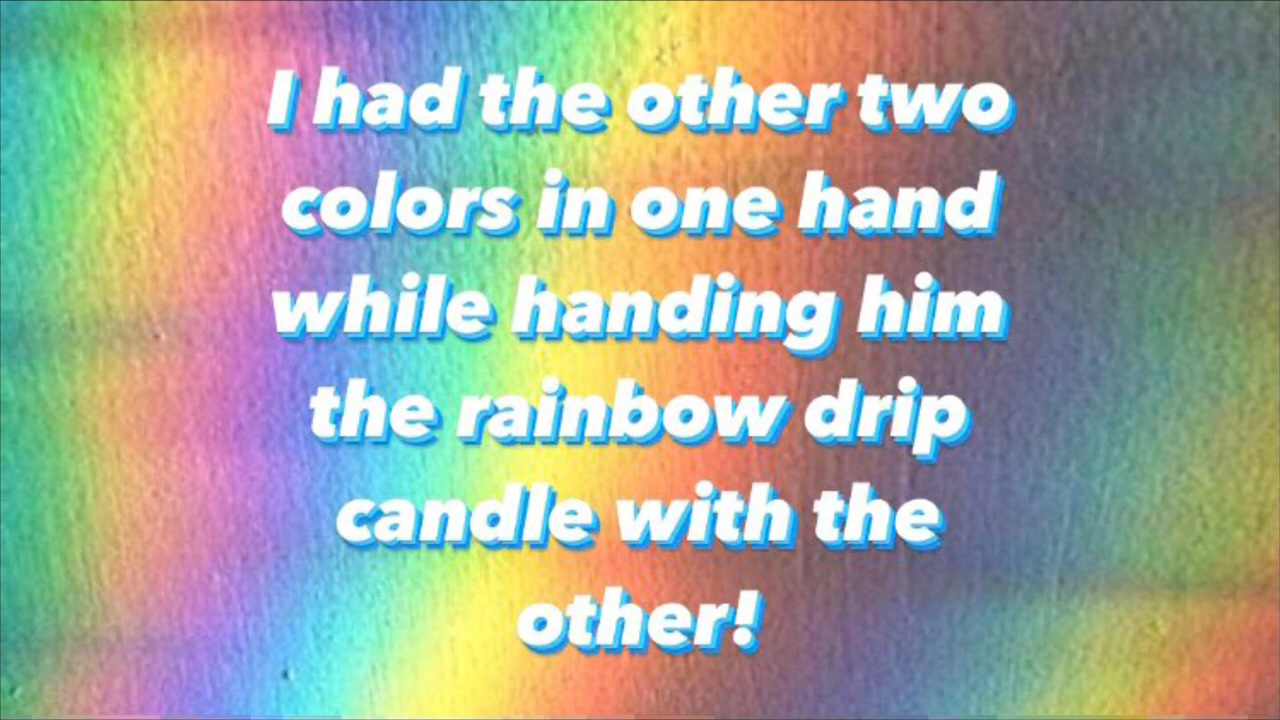 I had the other two
colors in one hand
while handing him
the rainbow drip
candle with the
other!